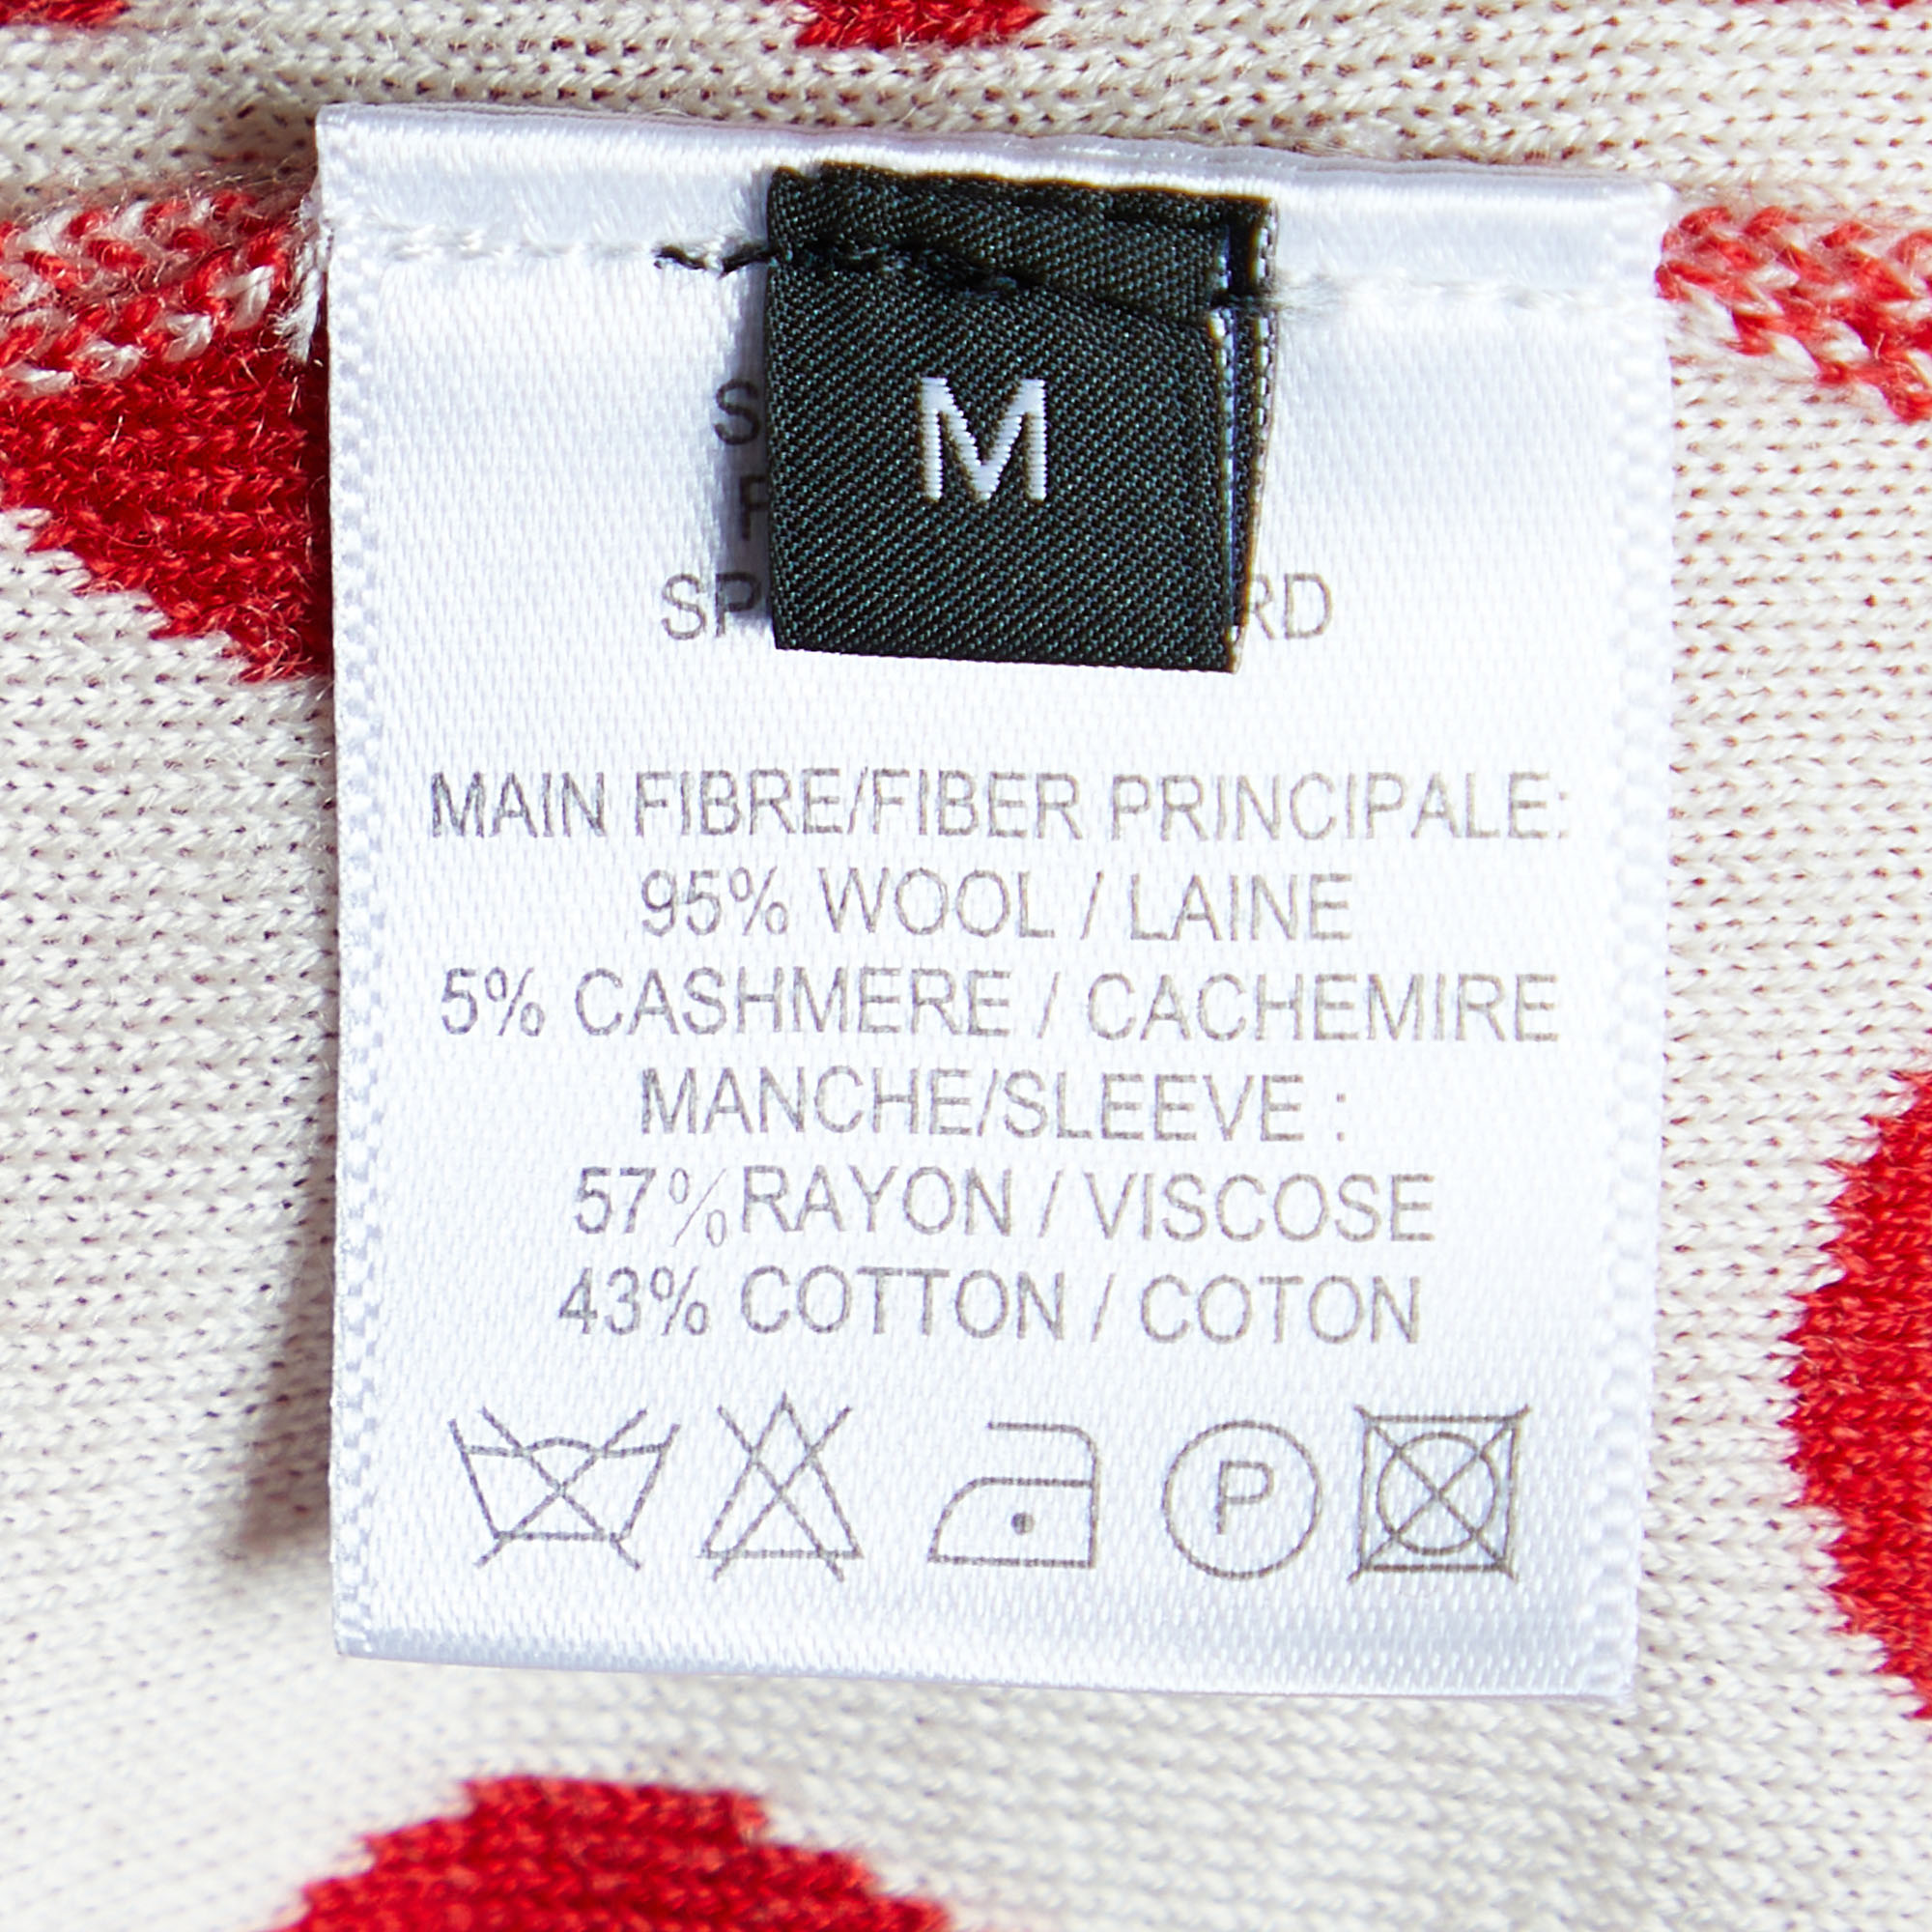 M
MAIN FIBRE/FIBER PRINCIPALE:
95% WOOL / LAINE
5% CASHMERE / CACHEMIRE
MANCHE/SLEEVE :
57%RAYON / VISCOSE
43% COTTON / COTON
P